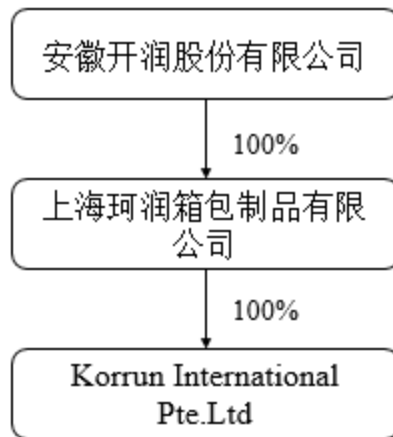 安徽开润股份有限公司
100%
上海珂润箱包制品有限
公司
100%
Korrun International
Pte.Ltd